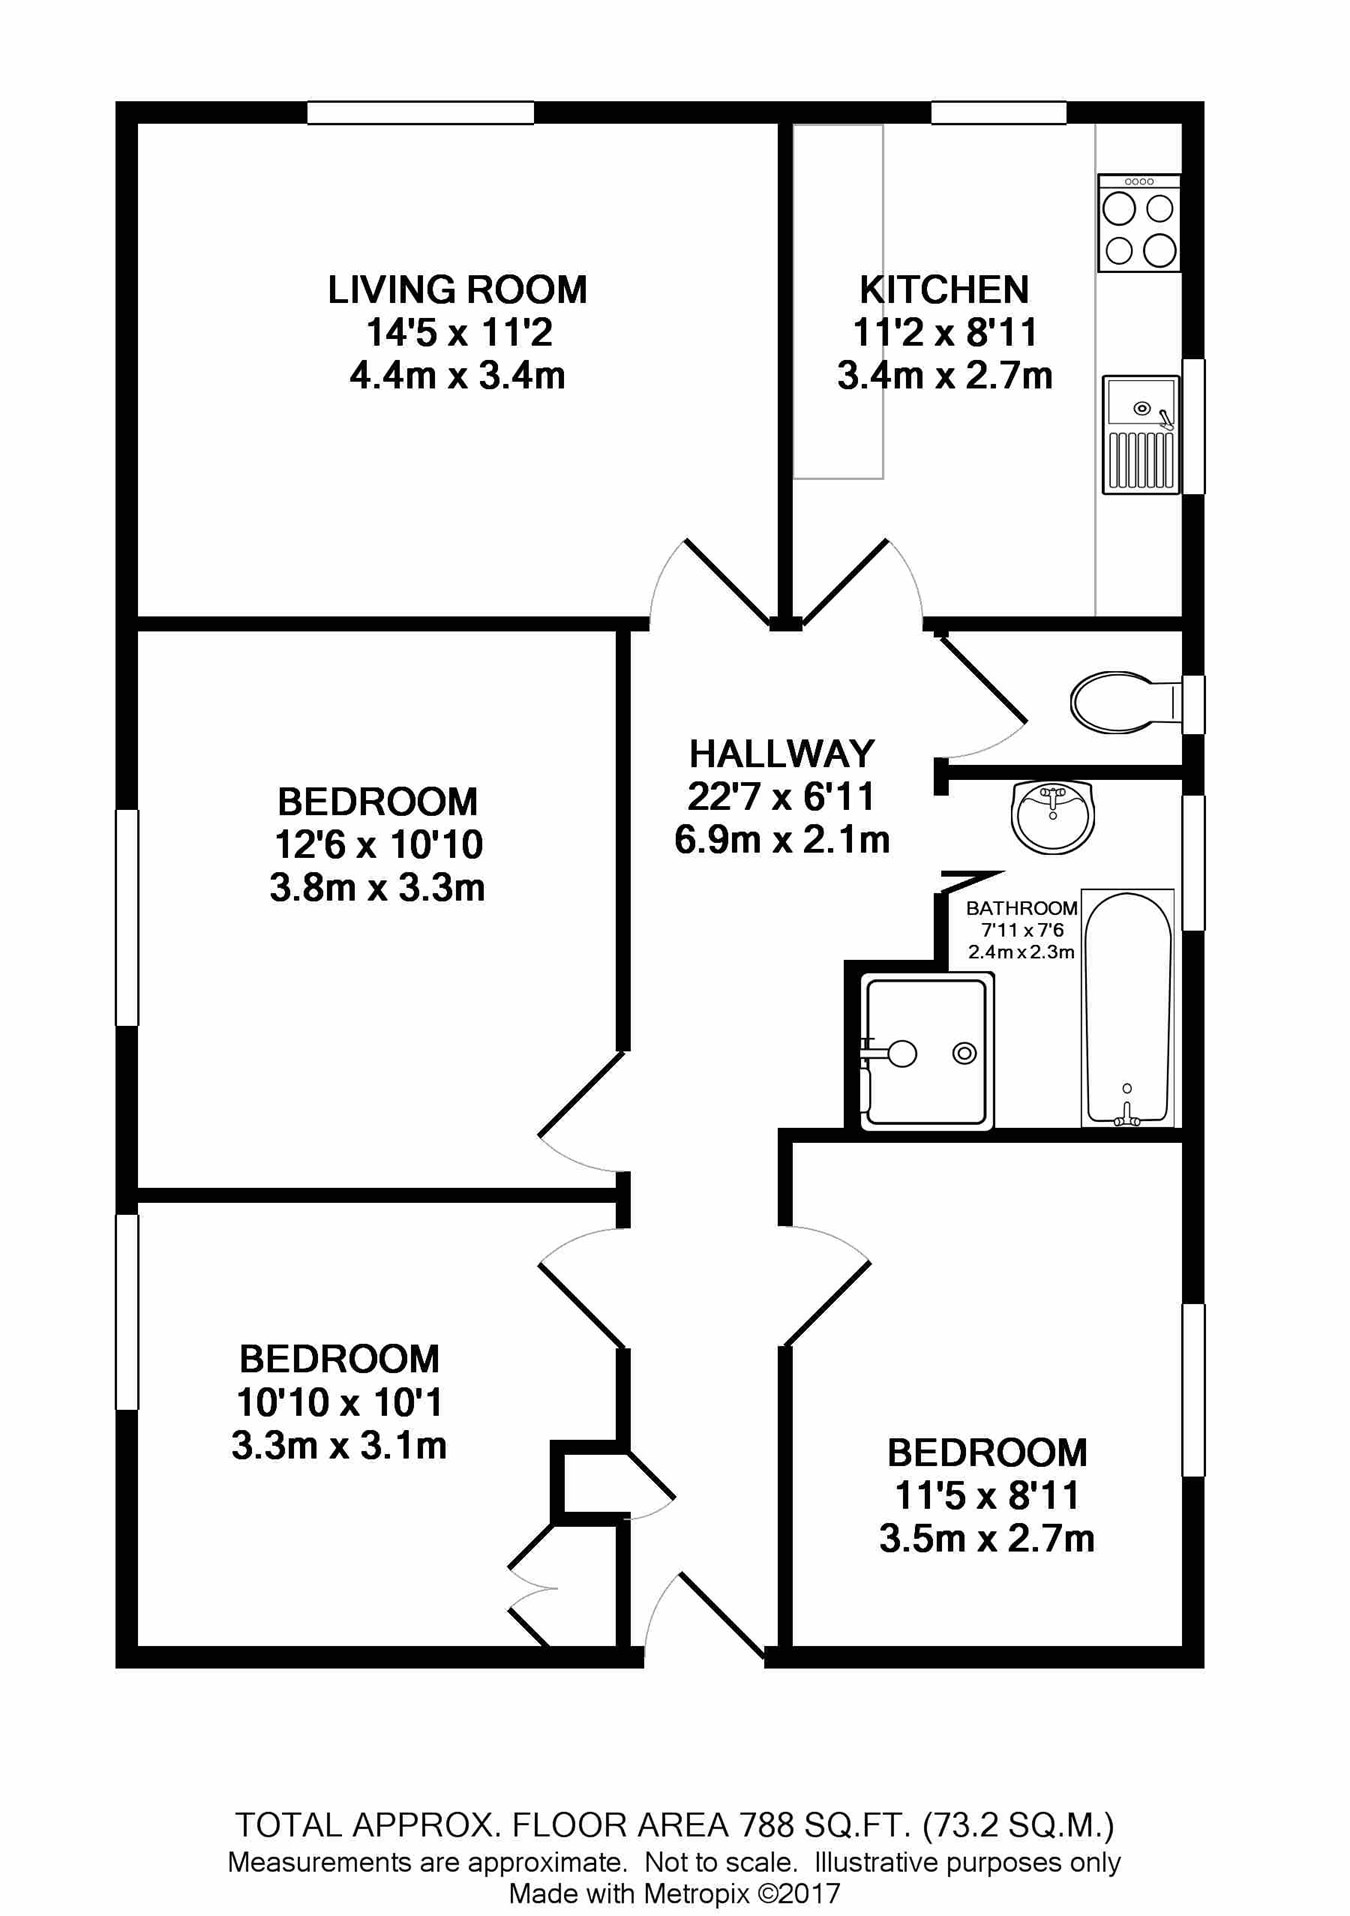 LIVING ROOM
14'5 x 11'2
4.4m x 3.4m
KITCHEN
11'2 x 8'11
3.4m x 2.7m
HALLWAY
22'7 x 6'11
6.9m x 2.1m
BEDROOM
12'6 x 10'10
3.8m x 3.3m
BATHROOM
7'11 x 7'6
2.4m x 2.3m
BEDROOM
10'10 x 10'1
3.3m x 3.1m
BEDROOM
11'5 x 8'11
3.5m x 2.7m
TOTAL APPROX. FLOOR AREA 788 SQ.FT. (73.2 SQ.M.)
Measurements are approximate. Not to scale. Illustrative purposes only
Made with Metropix ©2017